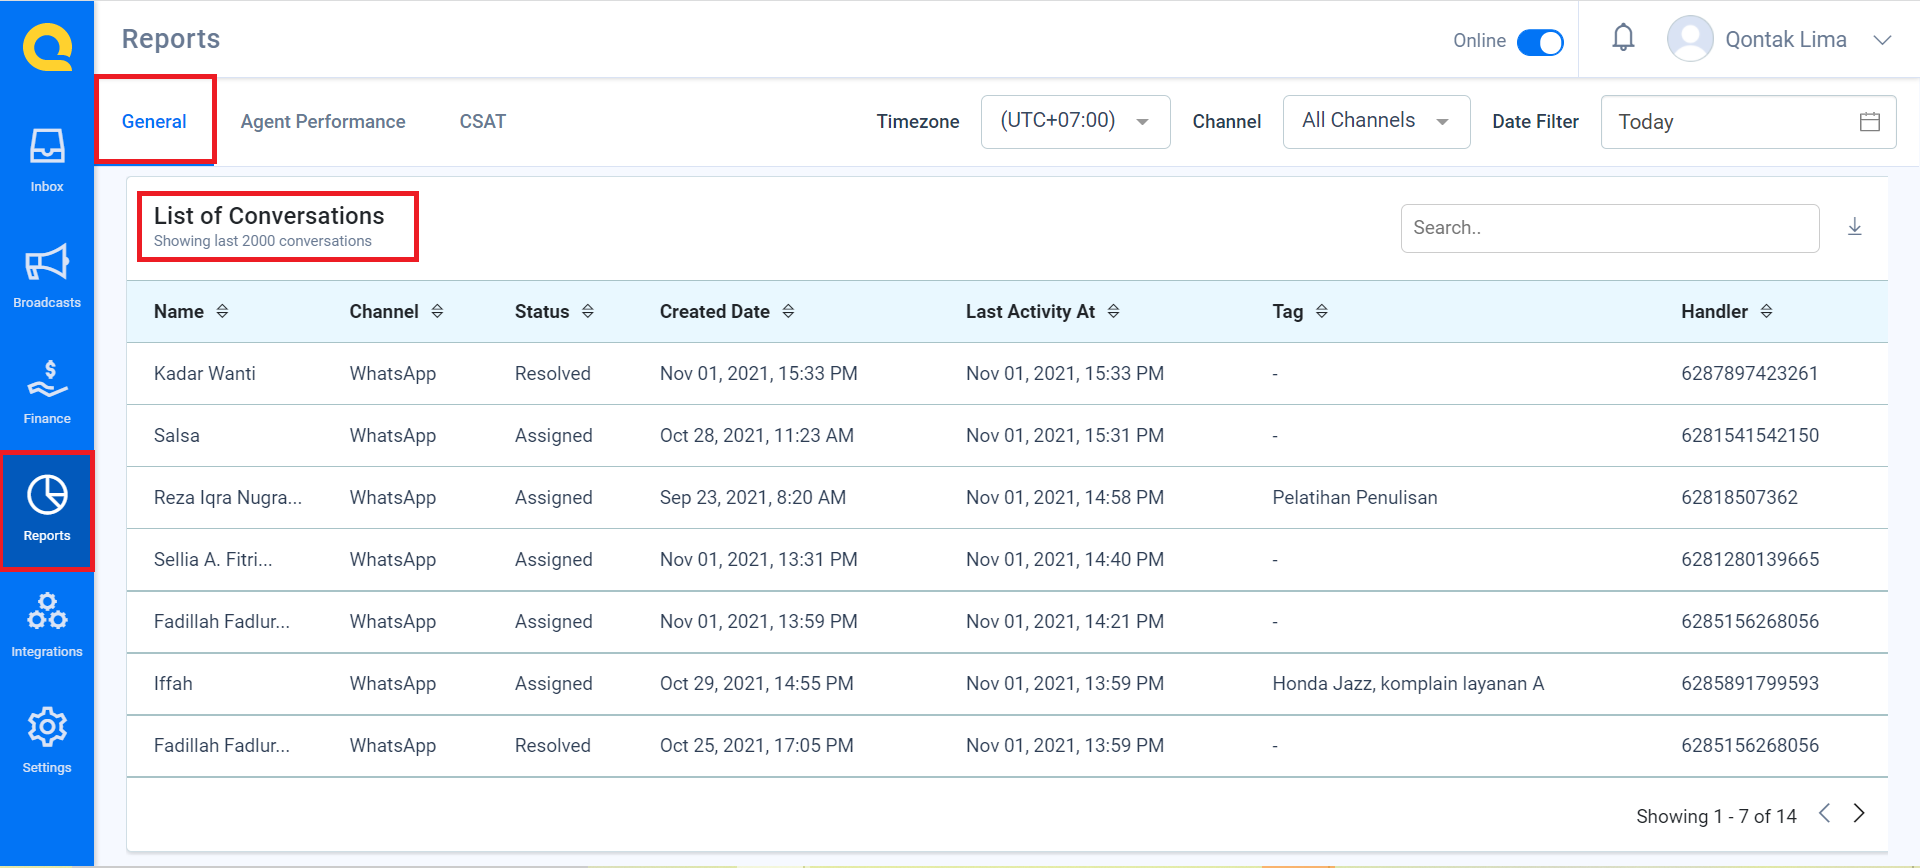 Reports
Online
Qontak Lima
General
Agent Performance
CSAT
Timezone
(UTC+07:00)
Channel
All Channels
Date Filter
Today
Inbox
Broadcasts
Finance
Reports
Integrations
Settings
List of Conversations
Showing last 2000 conversations
Search..
Name Channel Status Created Date Last Activity At Tag Handler
Kadar Wanti WhatsApp Resolved Nov 01, 2021, 15:33 PM Nov 01, 2021, 15:33 PM - 6287897423261
Salsa WhatsApp Assigned Oct 28, 2021, 11:23 AM Nov 01, 2021, 15:31 PM - 6281541542150
Reza Iqra Nugra... WhatsApp Assigned Sep 23, 2021, 8:20 AM Nov 01, 2021, 14:58 PM Pelatihan Penulisan 62818507362
Sellia A. Fitri... WhatsApp Assigned Nov 01, 2021, 13:31 PM Nov 01, 2021, 14:40 PM - 6281280139665
Fadillah Fadlur... WhatsApp Assigned Nov 01, 2021, 13:59 PM Nov 01, 2021, 14:21 PM - 6285156268056
Iffah WhatsApp Assigned Oct 29, 2021, 14:55 PM Nov 01, 2021, 13:59 PM Honda Jazz, komplain layanan A 6285891799593
Fadillah Fadlur... WhatsApp Resolved Oct 25, 2021, 17:05 PM Nov 01, 2021, 13:59 PM - 6285156268056
Showing 1 - 7 of 14